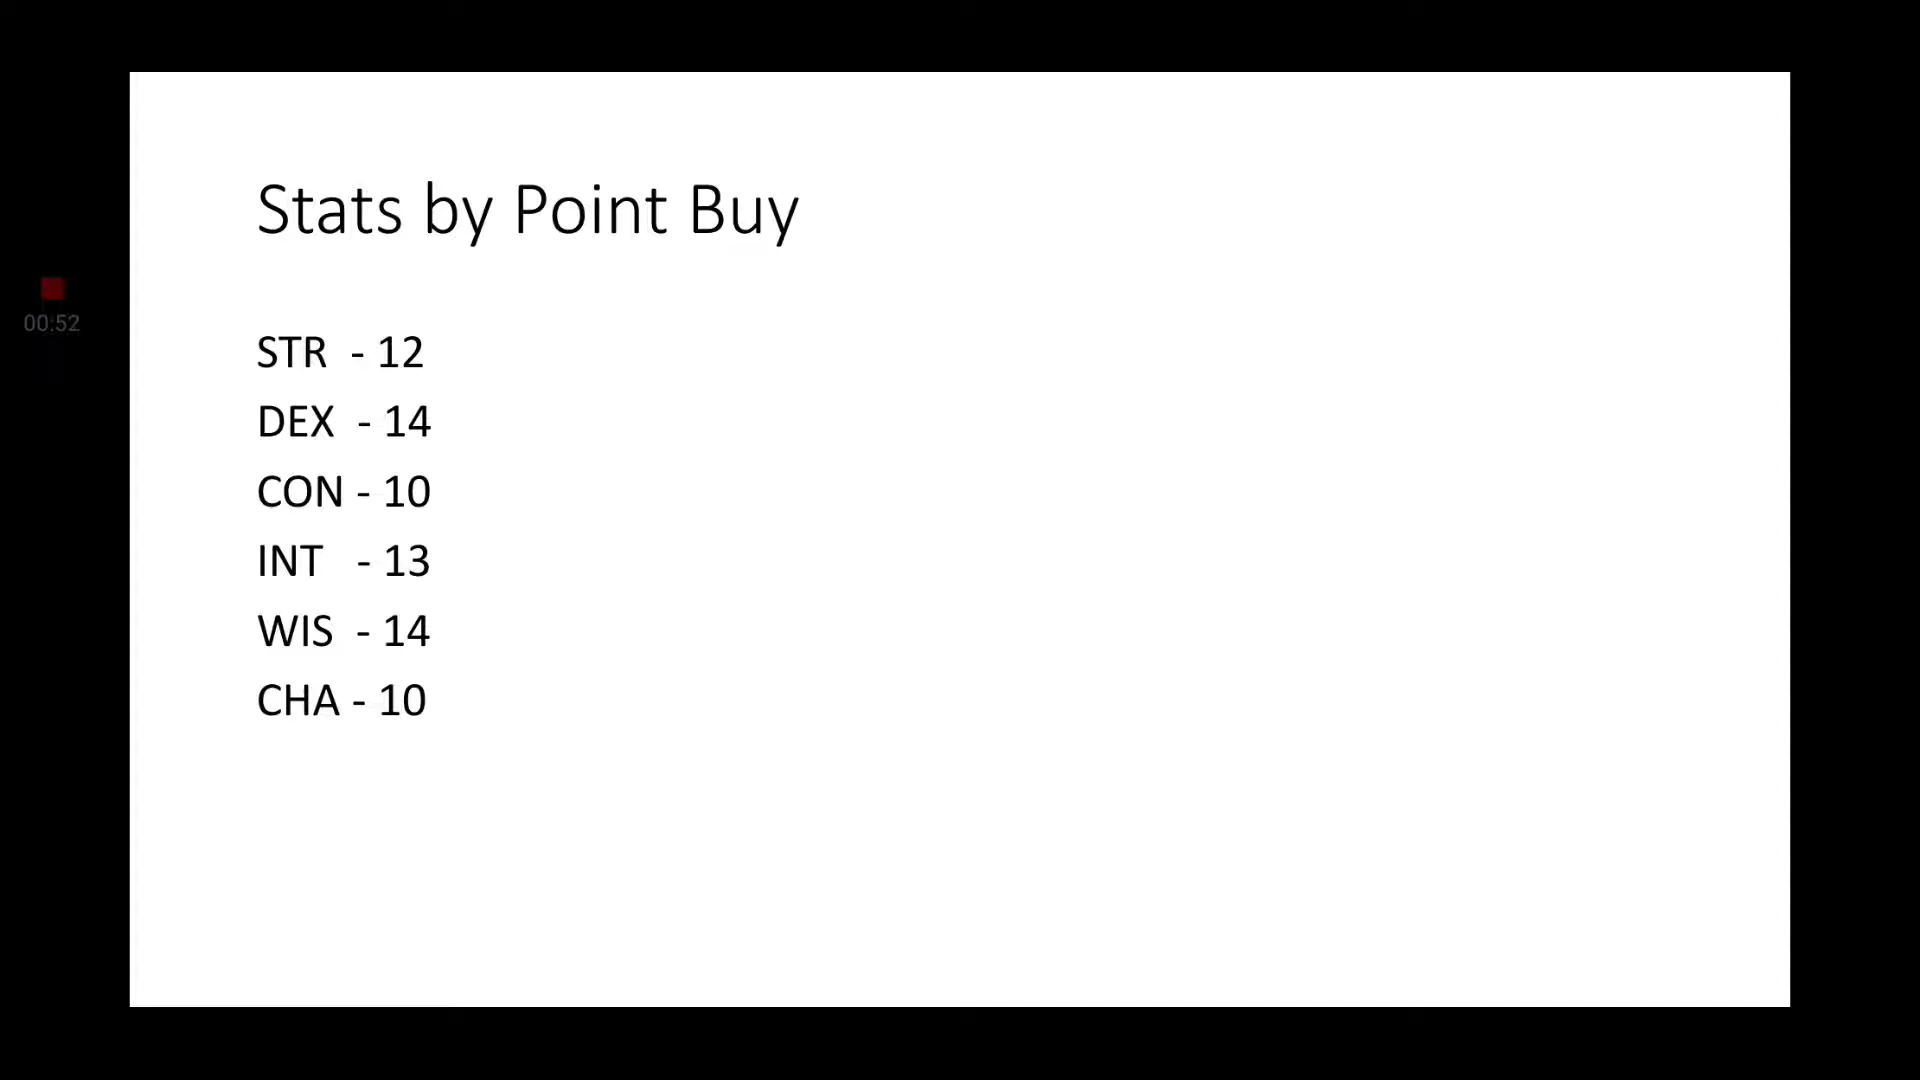 Stats by Point Buy
00:52
STR - 12
DEX - 14
CON - 10
INT - 13
WIS - 14
CHA - 10